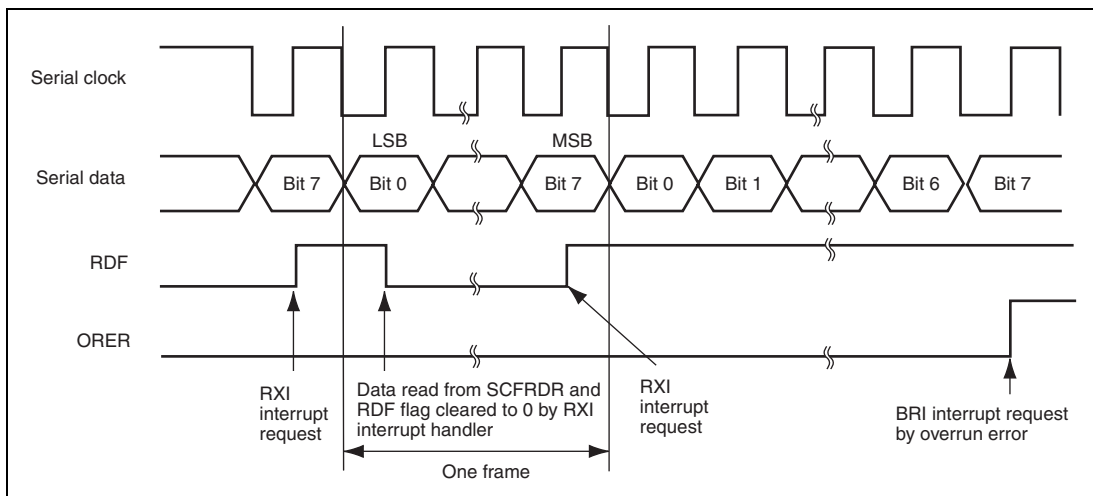 Serial clock
LSB
MSB
Serial data
Bit 7
Bit 0
Bit 7
Bit 0
Bit 1
Bit 6
Bit 7
RDF
ORER
RXI
interrupt
request
Data read from SCFRDR and
RDF flag cleared to 0 by RXI
interrupt handler
RXI
interrupt
request
BRI interrupt request
by overrun error
One frame